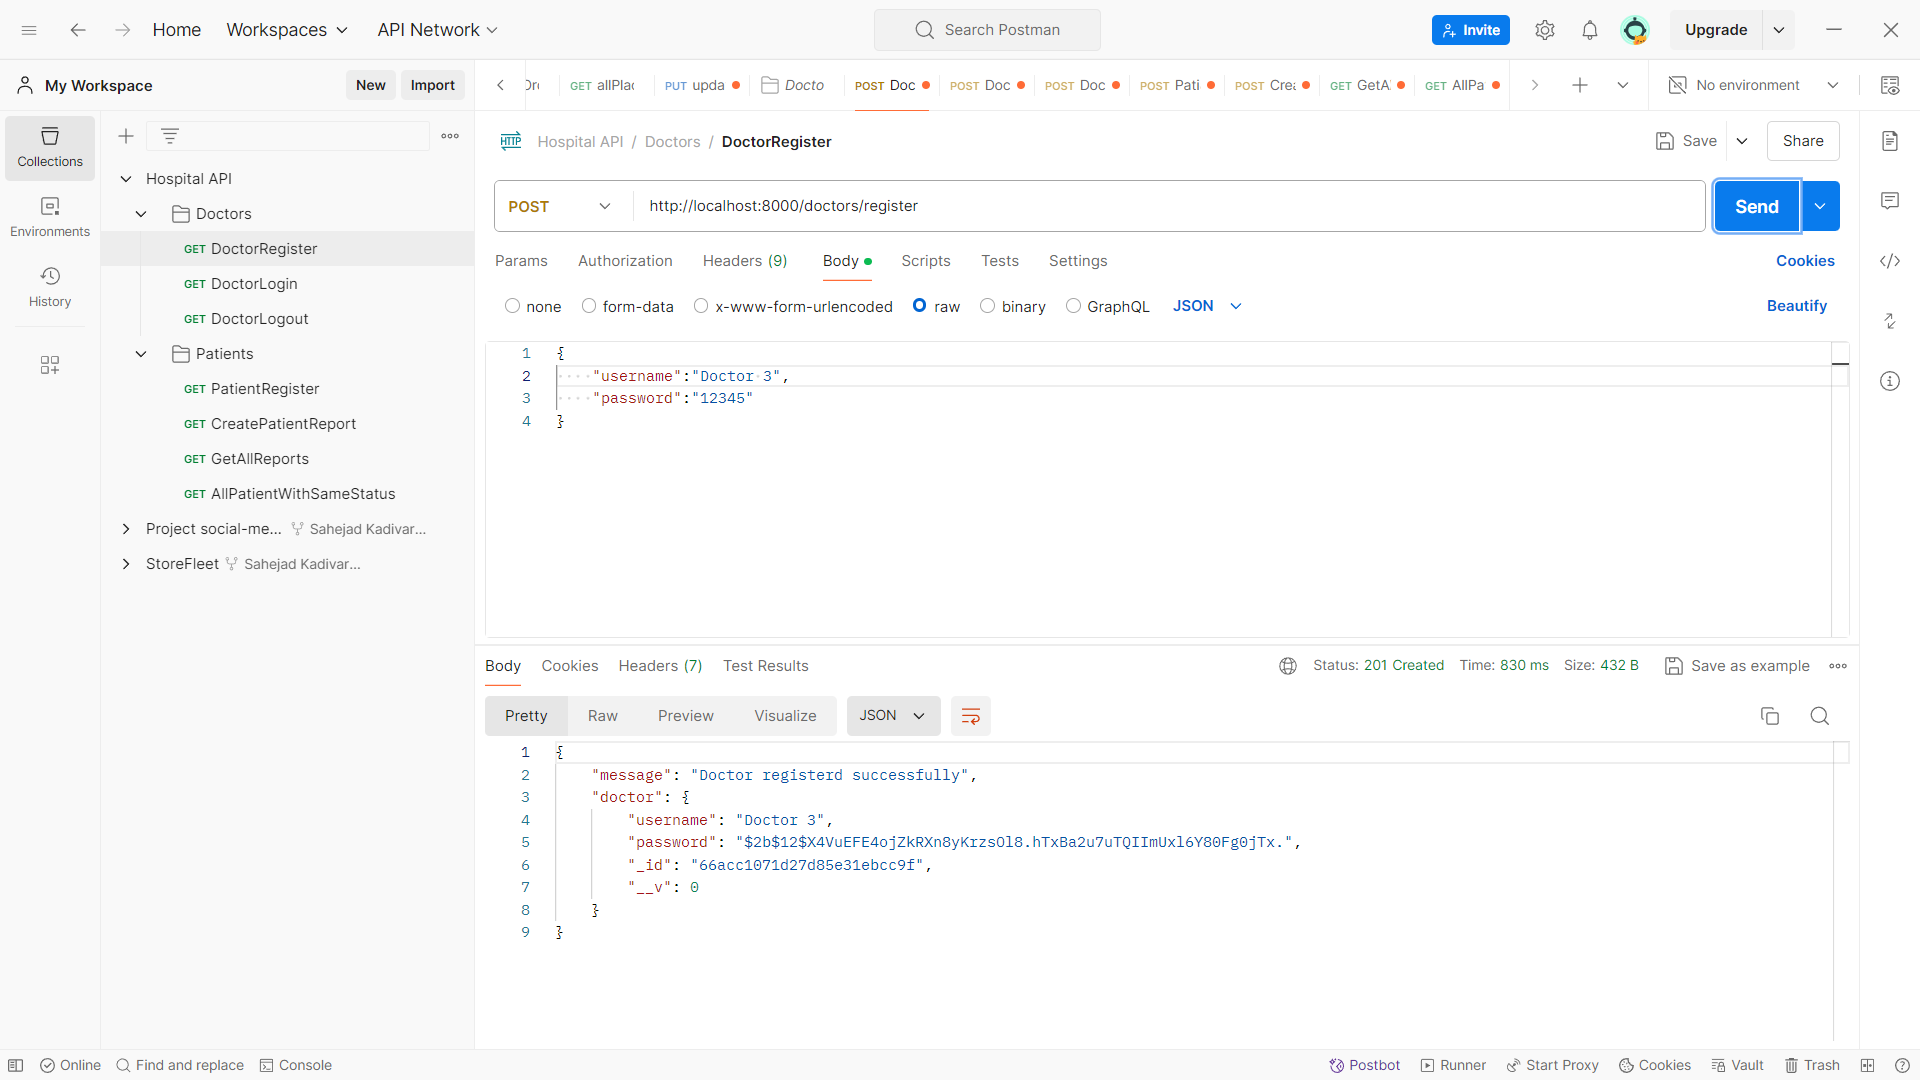 Home
Workspaces
API Network
Search Postman
Invite
Upgrade
My Workspace
New
Import
GET allPlac
PUT upda
Docto
POST Doc
POST Doc
POST Doc
POST Pati
POST Crea
GET GetA
GET AllPa
No environment
Collections
Environments
History
Hospital API
Doctors
GET DoctorRegister
GET DoctorLogin
GET DoctorLogout
Patients
GET PatientRegister
GET CreatePatientReport
GET GetAllReports
GET AllPatientWithSameStatus
Project social-me... Sahejad Kadivar...
StoreFleet Sahejad Kadivar...
HTTP Hospital API / Doctors / DoctorRegister
Save
Share
POST
http://localhost:8000/doctors/register
Send
Params
Authorization
Headers (9)
Body
Scripts
Tests
Settings
Cookies
none
form-data
x-www-form-urlencoded
raw
binary
GraphQL
JSON
Beautify
1 {
2 "username":"Doctor 3",
3 "password":"12345"
4 }
Body
Cookies
Headers (7)
Test Results
Status: 201 Created
Time: 830 ms
Size: 432 B
Save as example
Pretty
Raw
Preview
Visualize
JSON
1 {
2 "message": "Doctor registerd successfully",
3 "doctor": {
4 "username": "Doctor 3",
5 "password": "$2b$12$X4VuEFE4ojZkRXn8yKrzsOl8.hTxBa2u7uTQIImUxl6Y80Fg0jTx.",
6 "_id": "66acc1071d27d85e31ebcc9f",
7 "__v": 0
8 }
9 }
Online
Find and replace
Console
Postbot
Runner
Start Proxy
Cookies
Vault
Trash